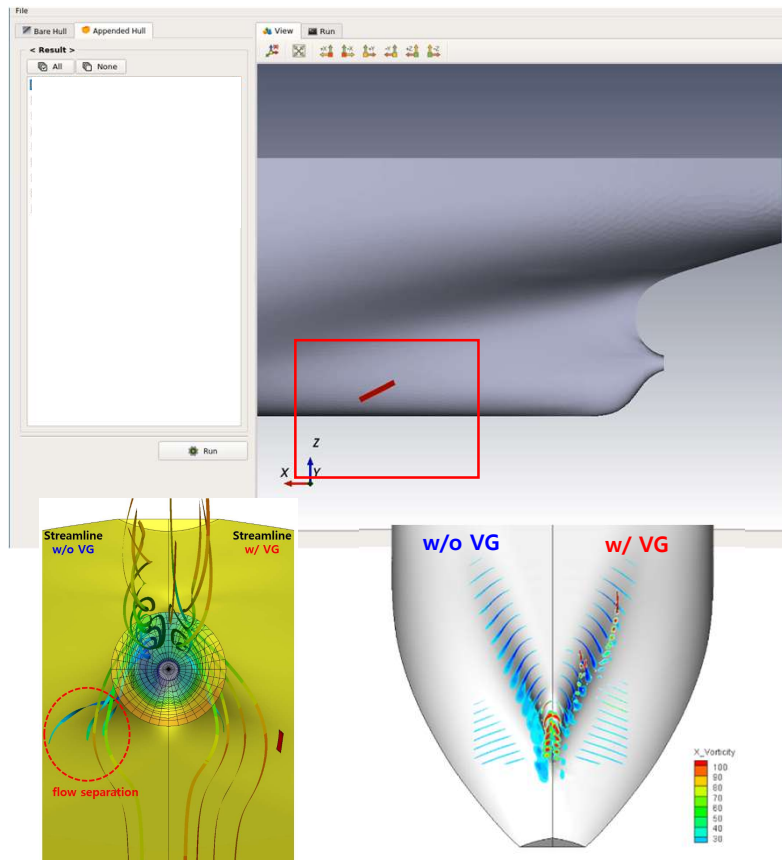 File
Bare Hull Appended Hull
View Run
< Result >
All None
Run
Z
X Y
Streamline
w/o VG
Streamline
w/ VG
flow separation
w/o VG w/ VG
X_Vorticity
100
90
80
70
60
50
40
30